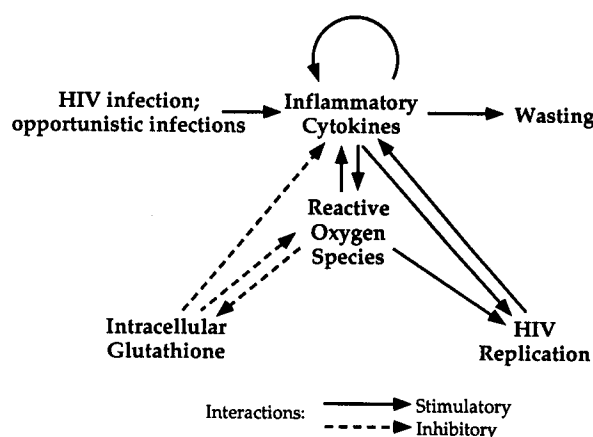 HIV infection;
opportunistic infections
Inflammatory
Cytokines
Wasting
Reactive
Oxygen
Species
Intracellular
Glutathione
HIV
Replication
Interactions:
Stimulatory
Inhibitory